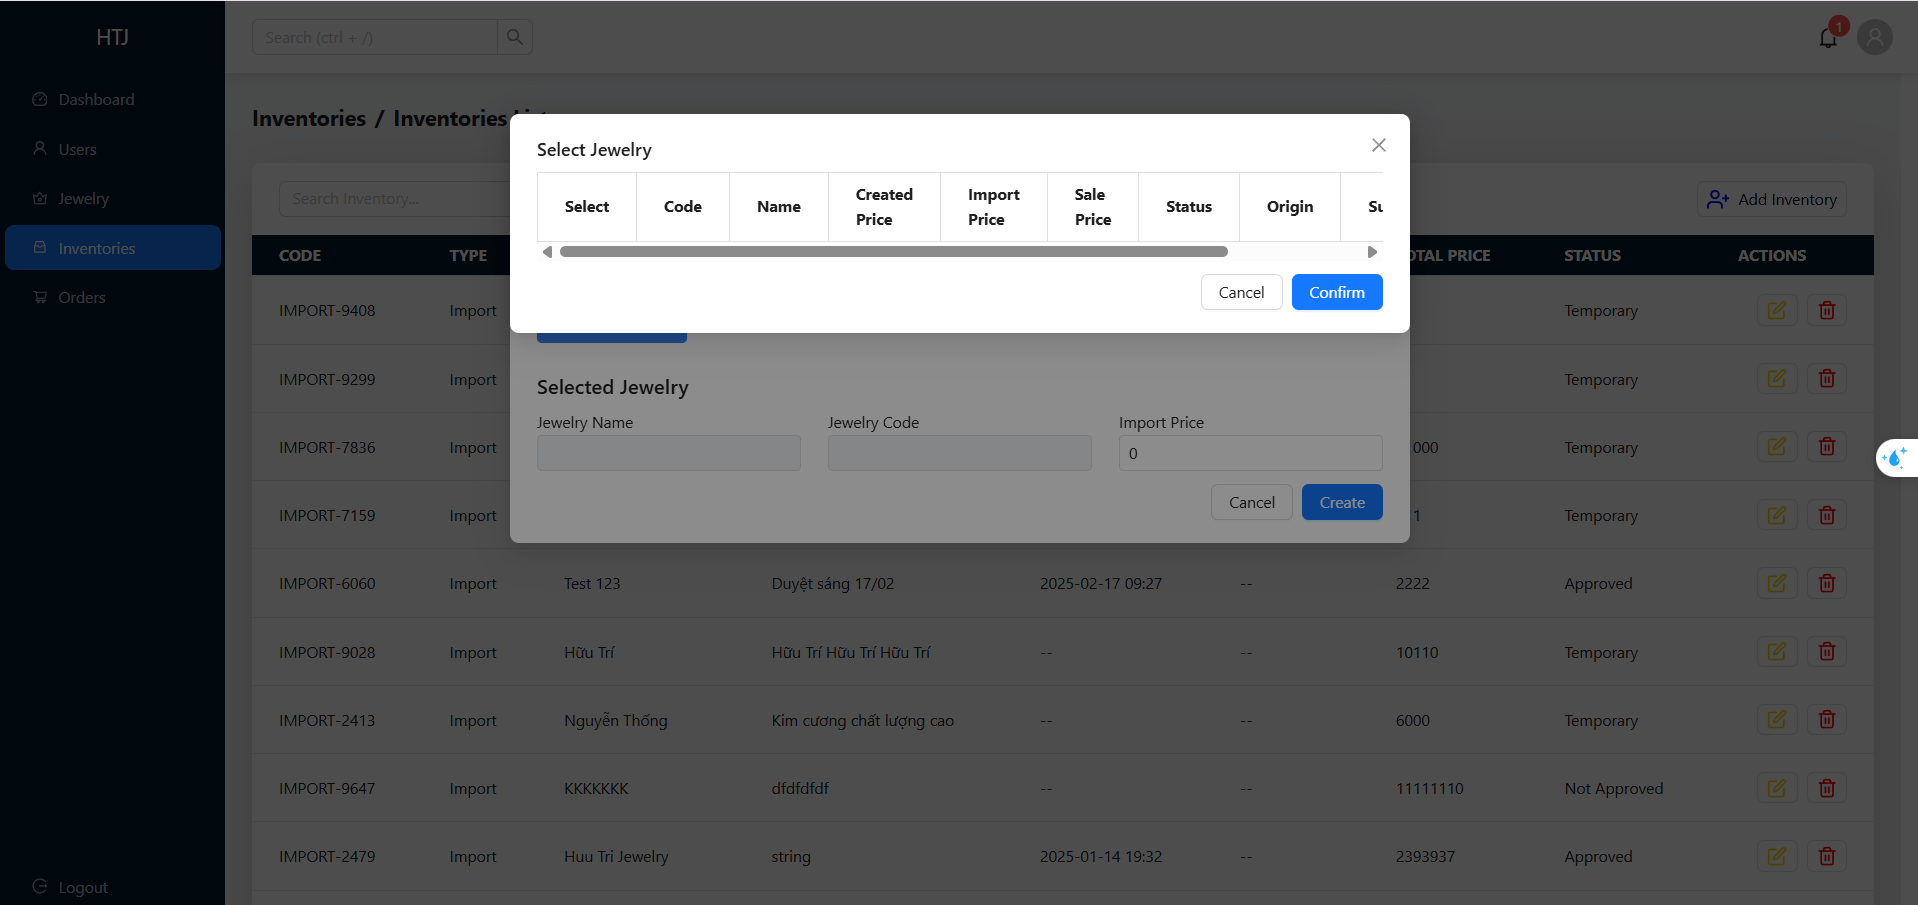 HTJ
Search (ctrl + /)
1
Dashboard
Users
Jewelry
Inventories
Orders
Logout
Inventories / Inventories List
Search Inventory...
Add Inventory
CODE TYPE TOTAL PRICE STATUS ACTIONS
IMPORT-9408 Import Temporary
IMPORT-9299 Import Temporary
IMPORT-7836 Import 000 Temporary
IMPORT-7159 Import 1 Temporary
IMPORT-6060 Import Test 123 Duyệt sáng 17/02 2025-02-17 09:27 -- 2222 Approved
IMPORT-9028 Import Hữu Trí Hữu Trí Hữu Trí Hữu Trí -- -- 10110 Temporary
IMPORT-2413 Import Nguyễn Thống Kim cương chất lượng cao -- -- 6000 Temporary
IMPORT-9647 Import KKKKKKK dfdfdfdf -- -- 11111110 Not Approved
IMPORT-2479 Import Huu Tri Jewelry string 2025-01-14 19:32 -- 2393937 Approved
Select Jewelry
Select Code Name Created Price Import Price Sale Price Status Origin Su
Cancel Confirm
Selected Jewelry
Jewelry Name Jewelry Code Import Price
0
Cancel Create